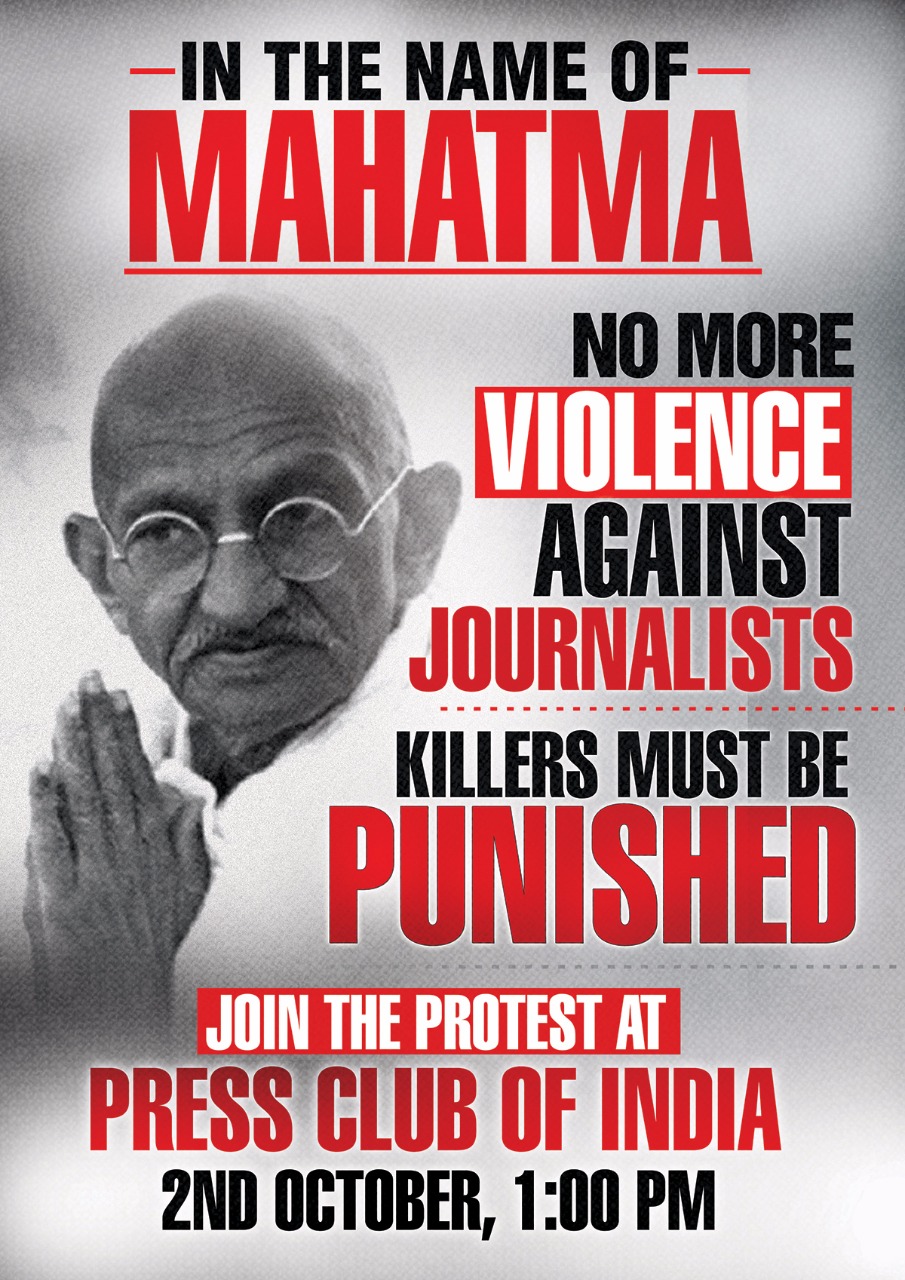 IN THE NAME OF
MAHATMA
NO MORE
VIOLENCE
AGAINST
JOURNALISTS
KILLERS MUST BE
PUNISHED
JOIN THE PROTEST AT
PRESS CLUB OF INDIA
2ND OCTOBER, 1:00 PM